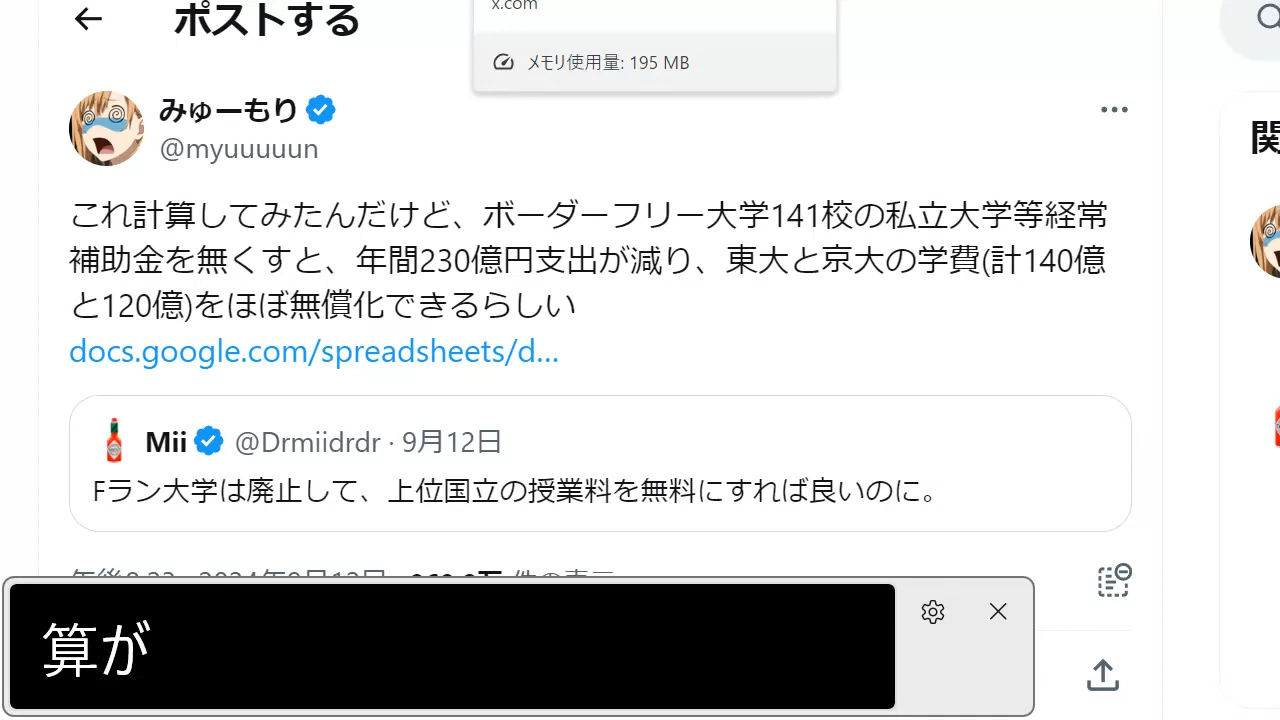 x.com
ポストする
メモリ使用量: 195 MB
みゅーもり
@myuuuuun
関
これ計算してみたんだけど、ボーダーフリー大学141校の私立大学等経常
補助金を無くすと、年間230億円支出が減り、東大と京大の学費(計140億
と120億)をほぼ無償化できるらしい
docs.google.com/spreadsheets/d...
Mii @Drmiidrdr · 9月12日
Fラン大学は廃止して、上位国立の授業料を無料にすれば良いのに。
算が